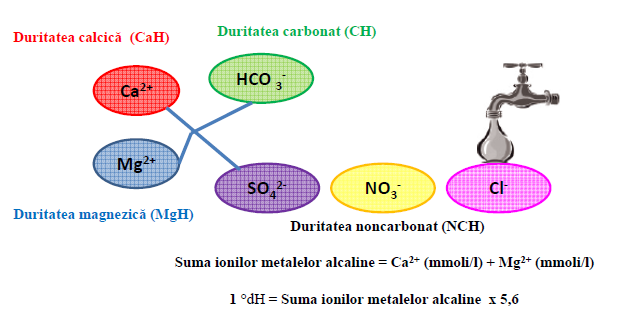 Duritatea calcică (CaH)
Duritatea carbonat (CH)
Ca²⁺
HCO₃⁻
Mg²⁺
SO₄²⁻
NO₃⁻
Cl⁻
Duritatea magnezică (MgH)
Duritatea noncarbonat (NCH)
Suma ionilor metalelor alcaline = Ca²⁺ (mmoli/l) + Mg²⁺ (mmoli/l)
1 °dH = Suma ionilor metalelor alcaline x 5,6